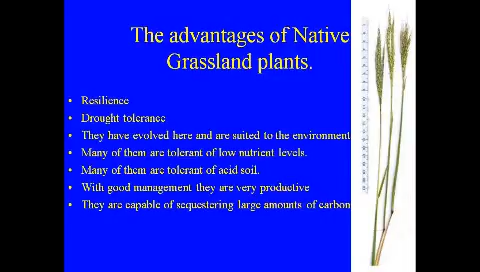 The advantages of Native
Grassland plants.
• Resilience
• Drought tolerance
• They have evolved here and are suited to the environment
• Many of them are tolerant of low nutrient levels.
• Many of them are tolerant of acid soil.
• With good management they are very productive
• They are capable of sequestering large amounts of carbon